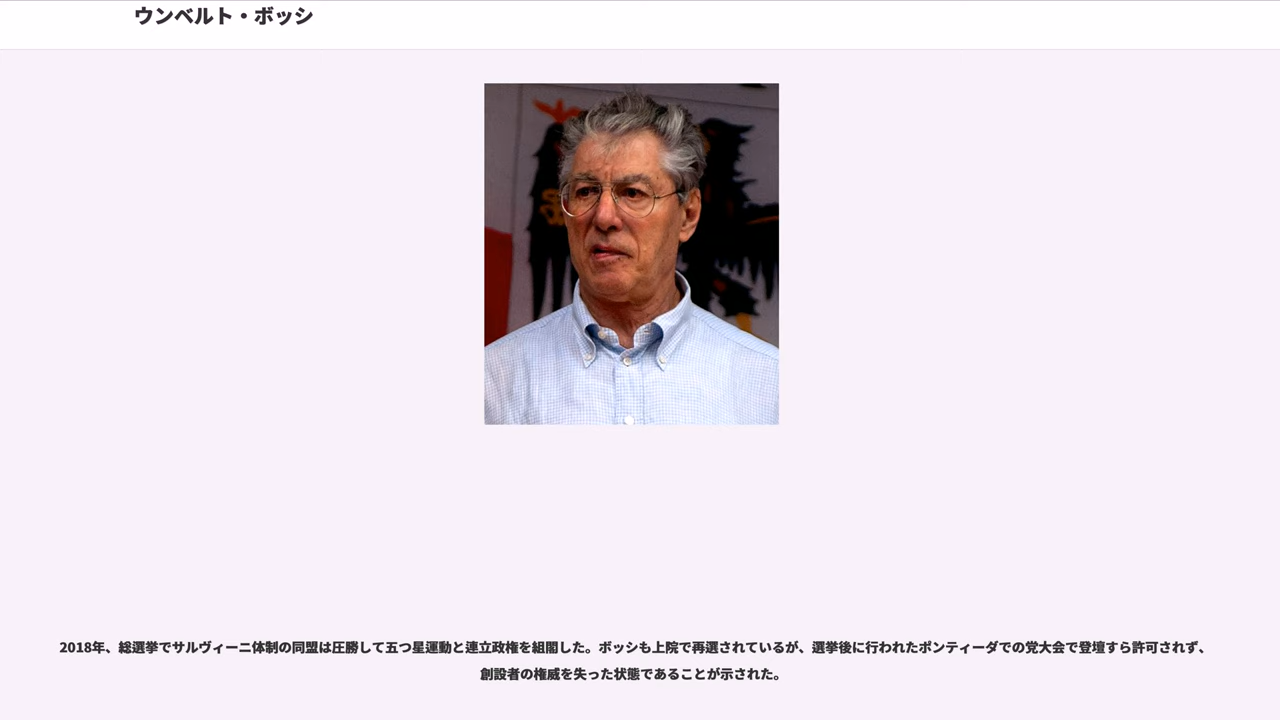 ウンベルト・ボッシ
2018年、総選挙でサルヴィーニ体制の同盟は圧勝して五つ星運動と連立政権を組閣した。ボッシも上院で再選されているが、選挙後に行われたポンティーダでの党大会で登壇すら許可されず、
創設者の権威を失った状態であることが示された。